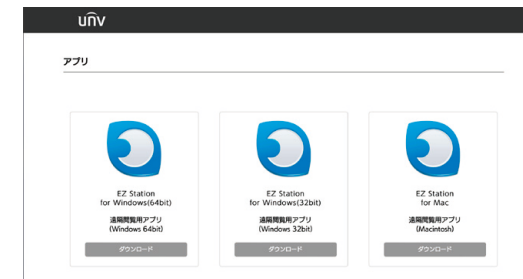 unv
アプリ
EZ Station
for Windows(64bit)
遠隔閲覧用アプリ
(Windows 64bit)
ダウンロード
EZ Station
for Windows(32bit)
遠隔閲覧用アプリ
(Windows 32bit)
ダウンロード
EZ Station
for Mac
遠隔閲覧用アプリ
(Macintosh)
ダウンロード